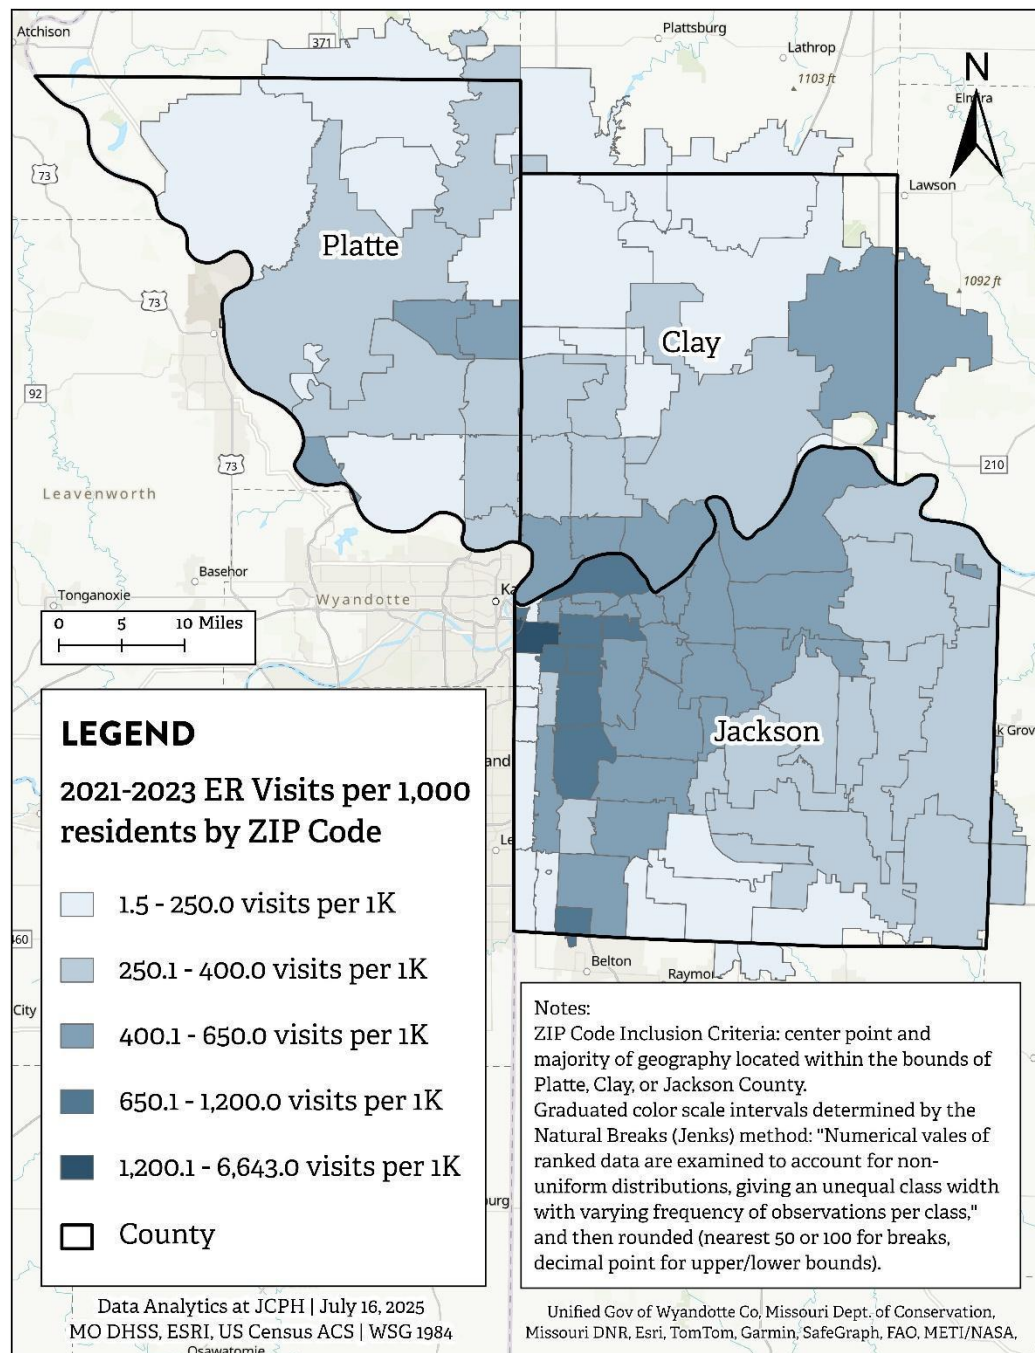 Atchison
371
Plattsburg
Lathrop
1103 ft
N
Elmira
73
Lawson
Platte
1092 ft
73
Clay
92
73
210
Leavenworth
Basehor
Tonganoxie
Wyandotte
0 5 10 Miles
Jackson
k Grov
and
LEGEND
2021-2023 ER Visits per 1,000
residents by ZIP Code
Le
1.5 - 250.0 visits per 1K
250.1 - 400.0 visits per 1K
400.1 - 650.0 visits per 1K
650.1 - 1,200.0 visits per 1K
1,200.1 - 6,643.0 visits per 1K
County
460
City
Belton
Raymor
urg
Notes:
ZIP Code Inclusion Criteria: center point and
majority of geography located within the bounds of
Platte, Clay, or Jackson County.
Graduated color scale intervals determined by the
Natural Breaks (Jenks) method: "Numerical vales of
ranked data are examined to account for non-
uniform distributions, giving an unequal class width
with varying frequency of observations per class,"
and then rounded (nearest 50 or 100 for breaks,
decimal point for upper/lower bounds).
Data Analytics at JCPH | July 16, 2025
MO DHSS, ESRI, US Census ACS | WSG 1984
Osawatomie
Unified Gov of Wyandotte Co, Missouri Dept. of Conservation,
Missouri DNR, Esri, TomTom, Garmin, SafeGraph, FAO, METI/NASA,